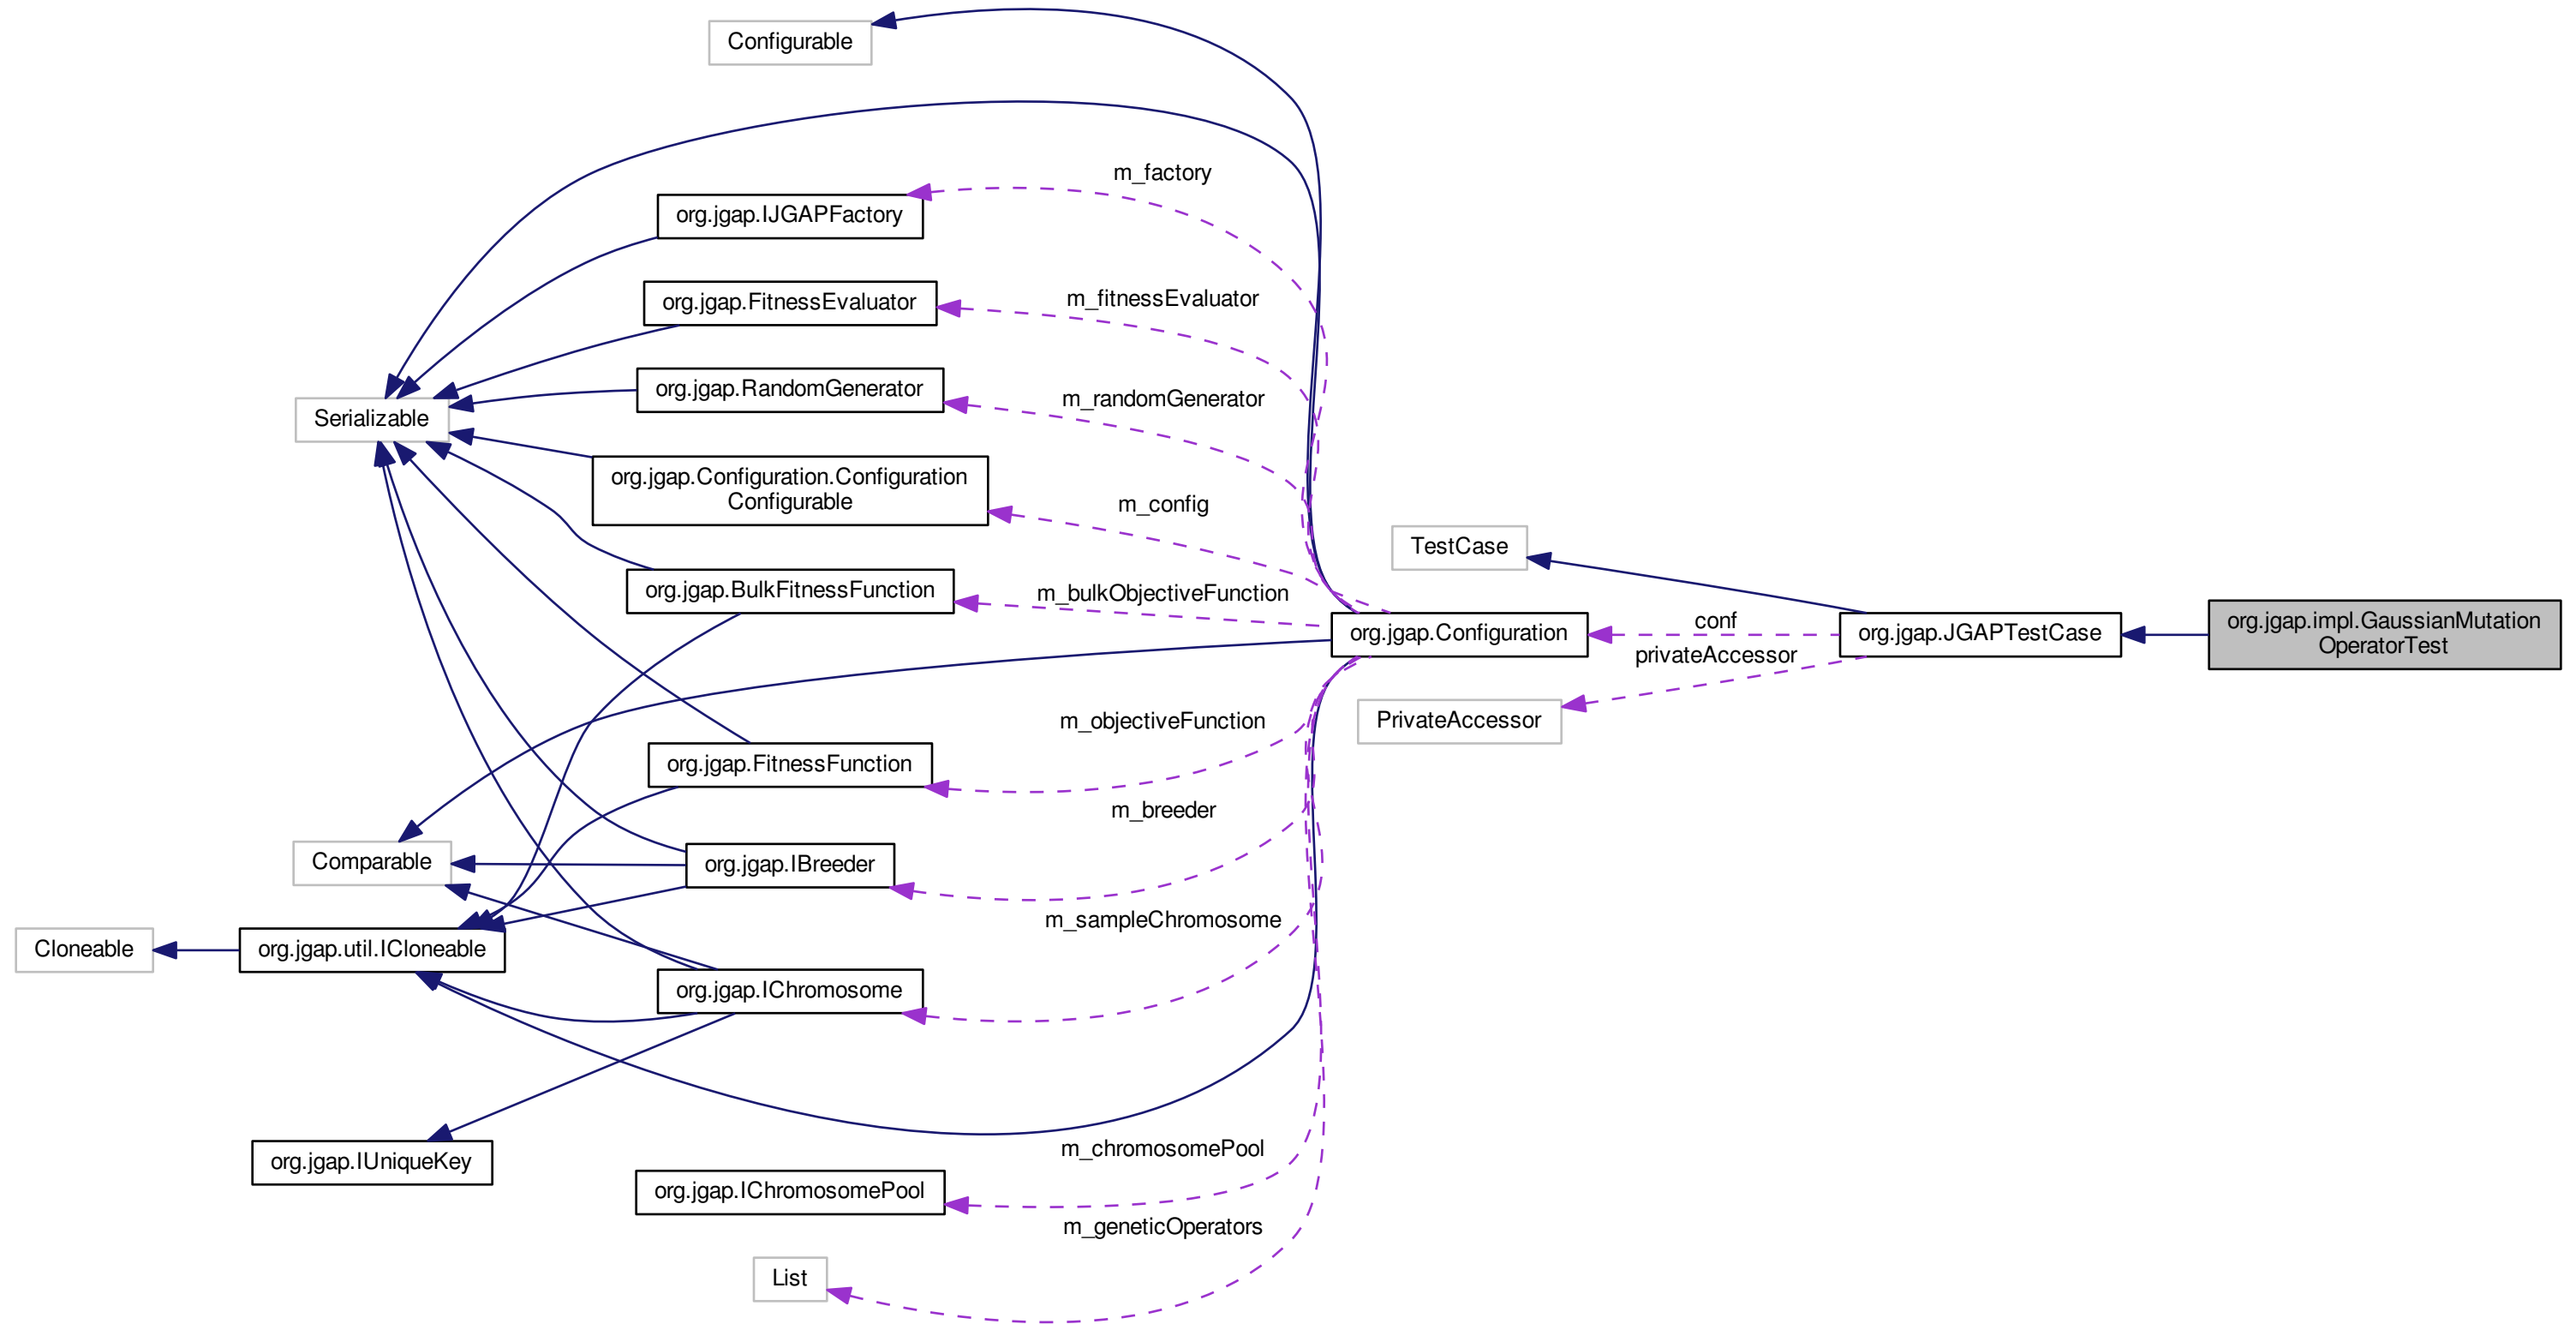 Configurable
m_factory
org.jgap.IJGAPFactory
m_fitnessEvaluator
org.jgap.FitnessEvaluator
org.jgap.RandomGenerator
m_randomGenerator
Serializable
org.jgap.Configuration.Configuration
Configurable
m_config
TestCase
org.jgap.BulkFitnessFunction
m_bulkObjectiveFunction
org.jgap.Configuration
conf
privateAccessor
org.jgap.JGAPTestCase
org.jgap.impl.GaussianMutation
OperatorTest
PrivateAccessor
m_objectiveFunction
org.jgap.FitnessFunction
m_breeder
Comparable
org.jgap.IBreeder
m_sampleChromosome
Cloneable
org.jgap.util.ICloneable
org.jgap.IChromosome
org.jgap.IUniqueKey
m_chromosomePool
org.jgap.IChromosomePool
m_geneticOperators
List